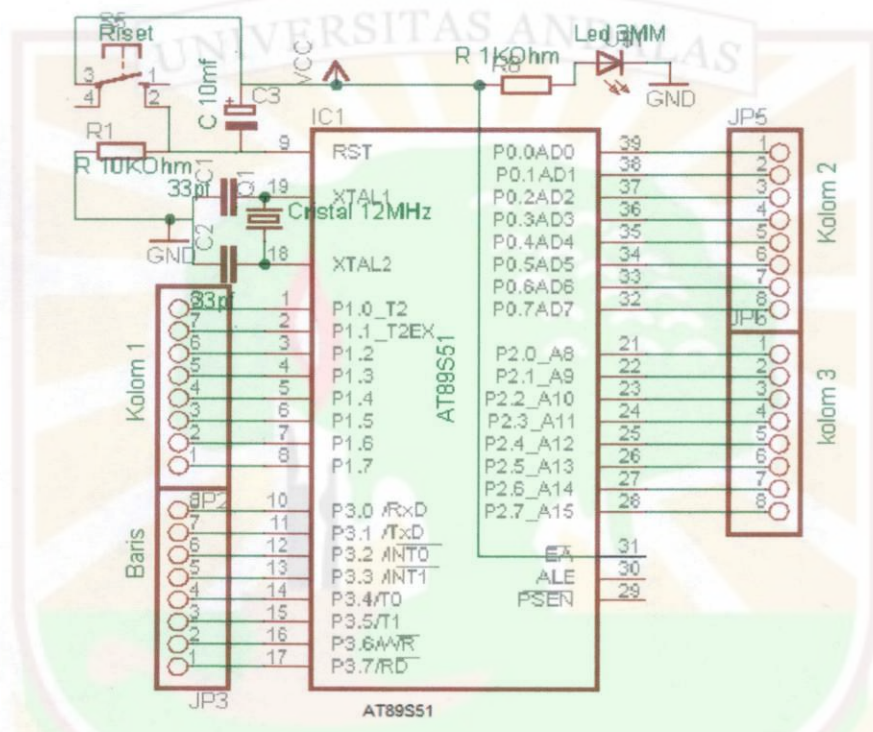 UNIVERSITAS ANDALAS
Riset
3 1
4 2
R1
R 10KOhm
C 10mf
+
C3
VCC
R 1KOhm
R8
Led 3MM
GND
GND
C1
33pf
Q1
Cristal 12MHz
C2
33pf
IC1
AT89S51
9 RST
19 XTAL1
18 XTAL2
1 P1.0_T2
2 P1.1_T2EX
3 P1.2
4 P1.3
5 P1.4
6 P1.5
7 P1.6
8 P1.7
10 P3.0 /RxD
11 P3.1 /TxD
12 P3.2 /INT0
13 P3.3 /INT1
14 P3.4/T0
15 P3.5/T1
16 P3.6/WR
17 P3.7/RD
P0.0AD0 39
P0.1AD1 38
P0.2AD2 37
P0.3AD3 36
P0.4AD4 35
P0.5AD5 34
P0.6AD6 33
P0.7AD7 32
P2.0_A8 21
P2.1_A9 22
P2.2_A10 23
P2.3_A11 24
P2.4_A12 25
P2.5_A13 26
P2.6_A14 27
P2.7_A15 28
EA 31
ALE 30
PSEN 29
Kolom 1
8
7
6
5
4
3
2
1
JP2
Baris
8
7
6
5
4
3
2
1
JP3
JP5
Kolom 2
1
2
3
4
5
6
7
8
JP6
kolom 3
1
2
3
4
5
6
7
8
AT89S51